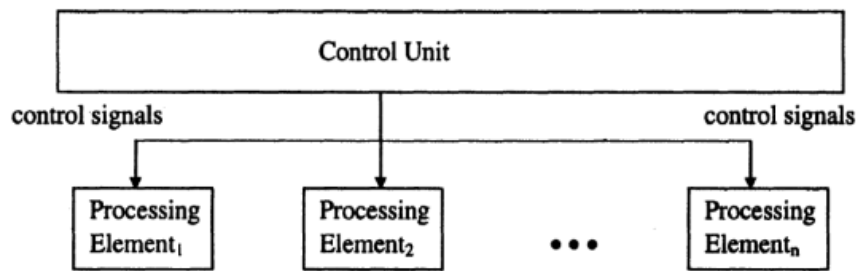 Control Unit
control signals control signals
Processing Processing Processing
Element₁ Element₂ ••• Elementₙ